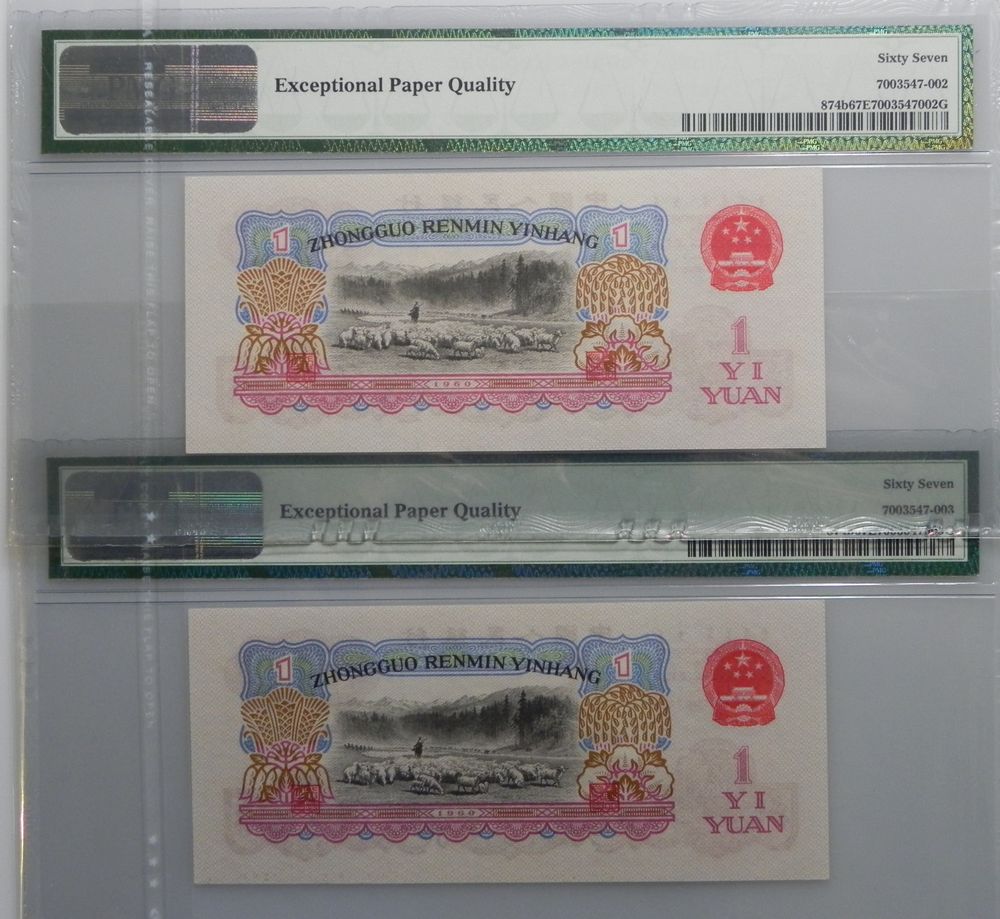 Exceptional Paper Quality
Sixty Seven
7003547-002
874b67E7003547002G
1 ZHONGGUO RENMIN YINHANG 1
1
YI
YUAN
1960
Exceptional Paper Quality
Sixty Seven
7003547-003
1 ZHONGGUO RENMIN YINHANG 1
1
YI
YUAN
1960